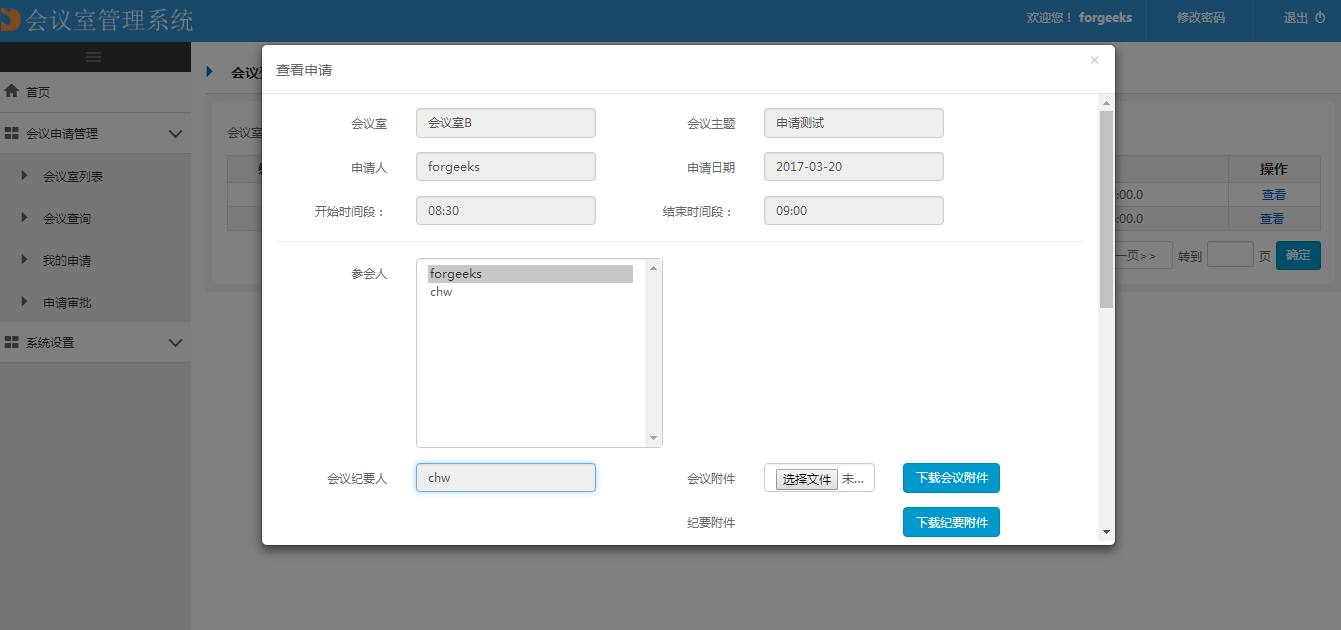 会议室管理系统
欢迎您！ forgeeks 修改密码 退出
首页
会议申请管理
会议室列表
会议查询
我的申请
申请审批
系统设置
会议
会议室
操作
:00.0 查看
:00.0 查看
一页>> 转到 页 确定
查看申请 ×
会议室 会议室B 会议主题 申请测试
申请人 forgeeks 申请日期 2017-03-20
开始时间段： 08:30 结束时间段： 09:00
参会人 forgeeks
chw
会议纪要人 chw 会议附件 选择文件 未... 下载会议附件
纪要附件 下载纪要附件